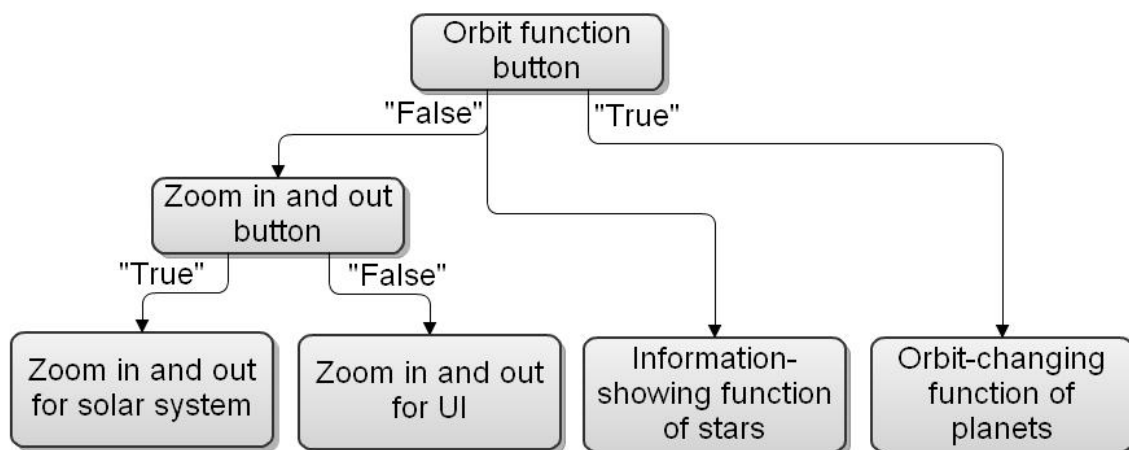 Orbit function
button
"False"
"True"
Zoom in and out
button
"True"
"False"
Zoom in and out
for solar system
Zoom in and out
for UI
Information-
showing function
of stars
Orbit-changing
function of
planets